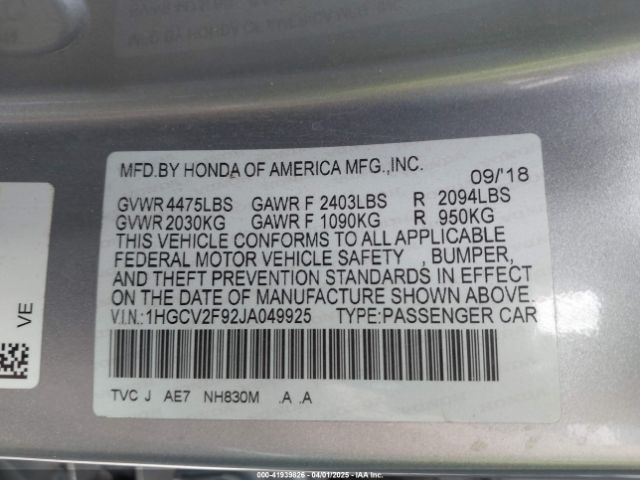 MFD.BY HONDA OF AMERICA MFG.,INC. 09/'18
GVWR 4475LBS GAWR F 2403LBS R 2094LBS
GVWR 2030KG GAWR F 1090KG R 950KG
THIS VEHICLE CONFORMS TO ALL APPLICABLE
FEDERAL MOTOR VEHICLE SAFETY , BUMPER,
AND THEFT PREVENTION STANDARDS IN EFFECT
ON THE DATE OF MANUFACTURE SHOWN ABOVE.
V.I.N.:1HGCV2F92JA049925 TYPE:PASSENGER CAR
TVC J AE7 NH830M .A .A
VE
000-41939826 - 04/01/2025 - IAA Inc.